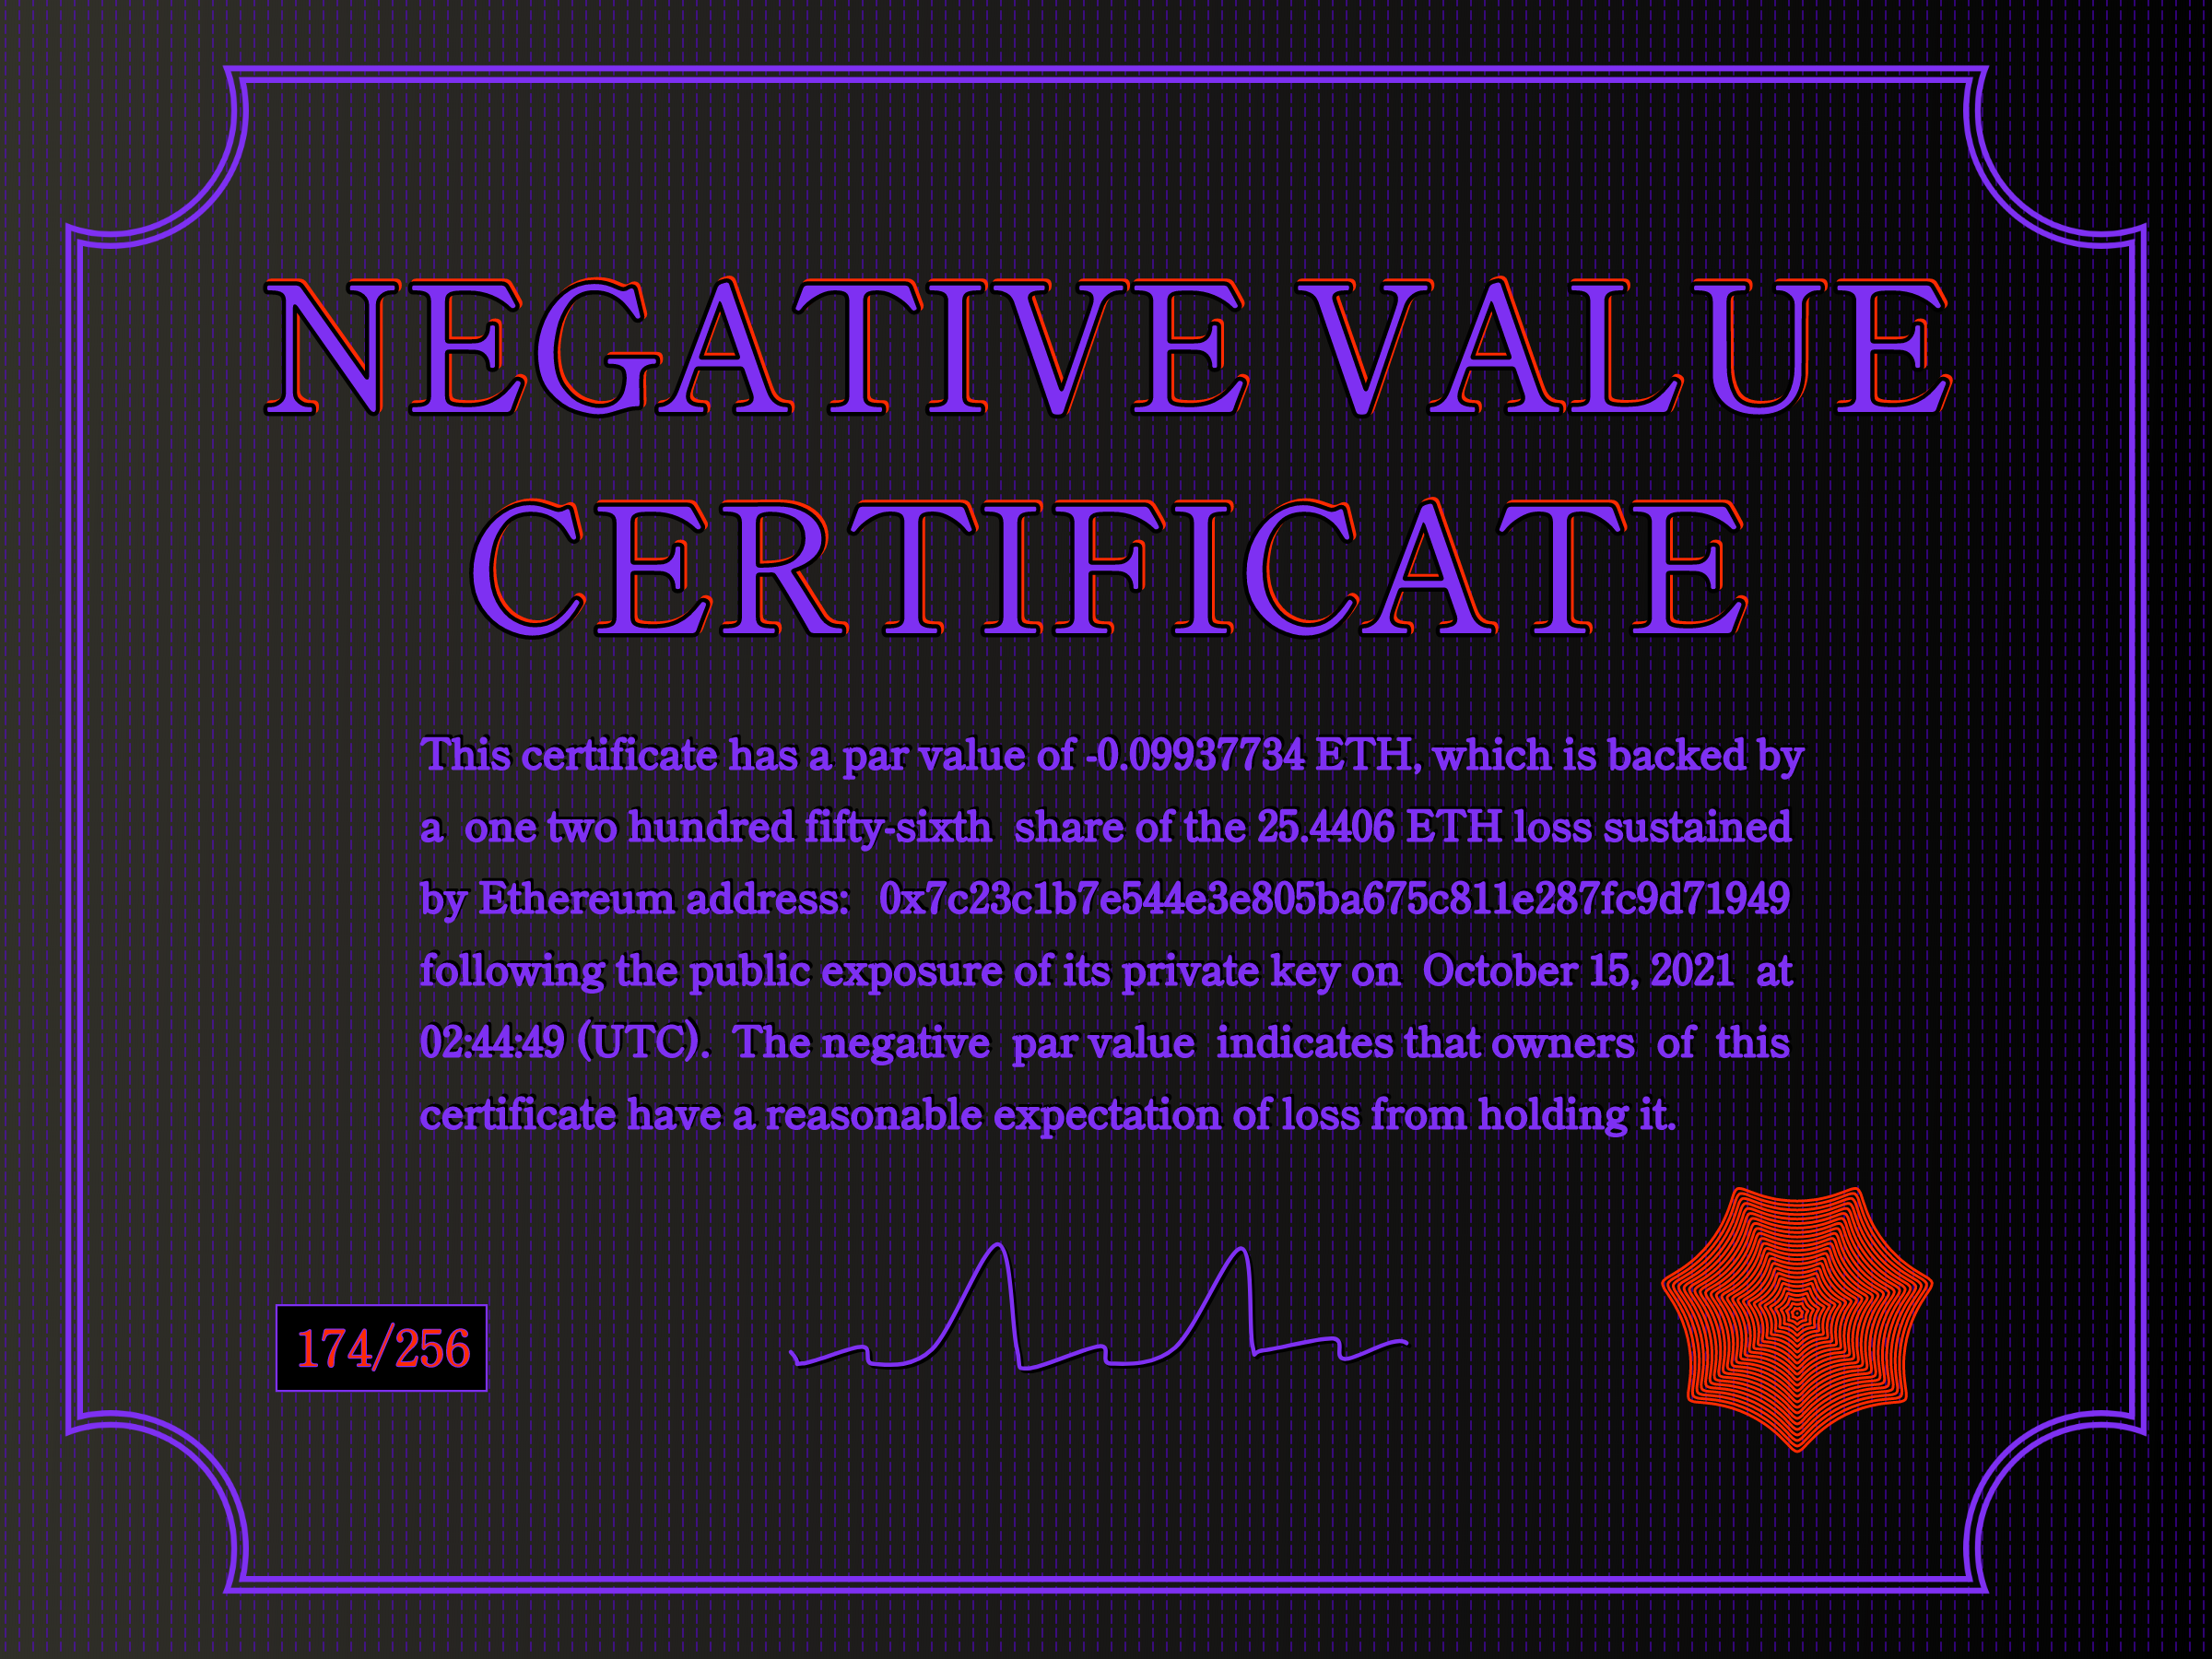 NEGATIVE VALUE
CERTIFICATE
This certificate has a par value of -0.09937734 ETH, which is backed by
a one two hundred fifty-sixth share of the 25.4406 ETH loss sustained
by Ethereum address: 0x7c23c1b7e544e3e805ba675c811e287fc9d71949
following the public exposure of its private key on October 15, 2021 at
02:44:49 (UTC). The negative par value indicates that owners of this
certificate have a reasonable expectation of loss from holding it.
174/256